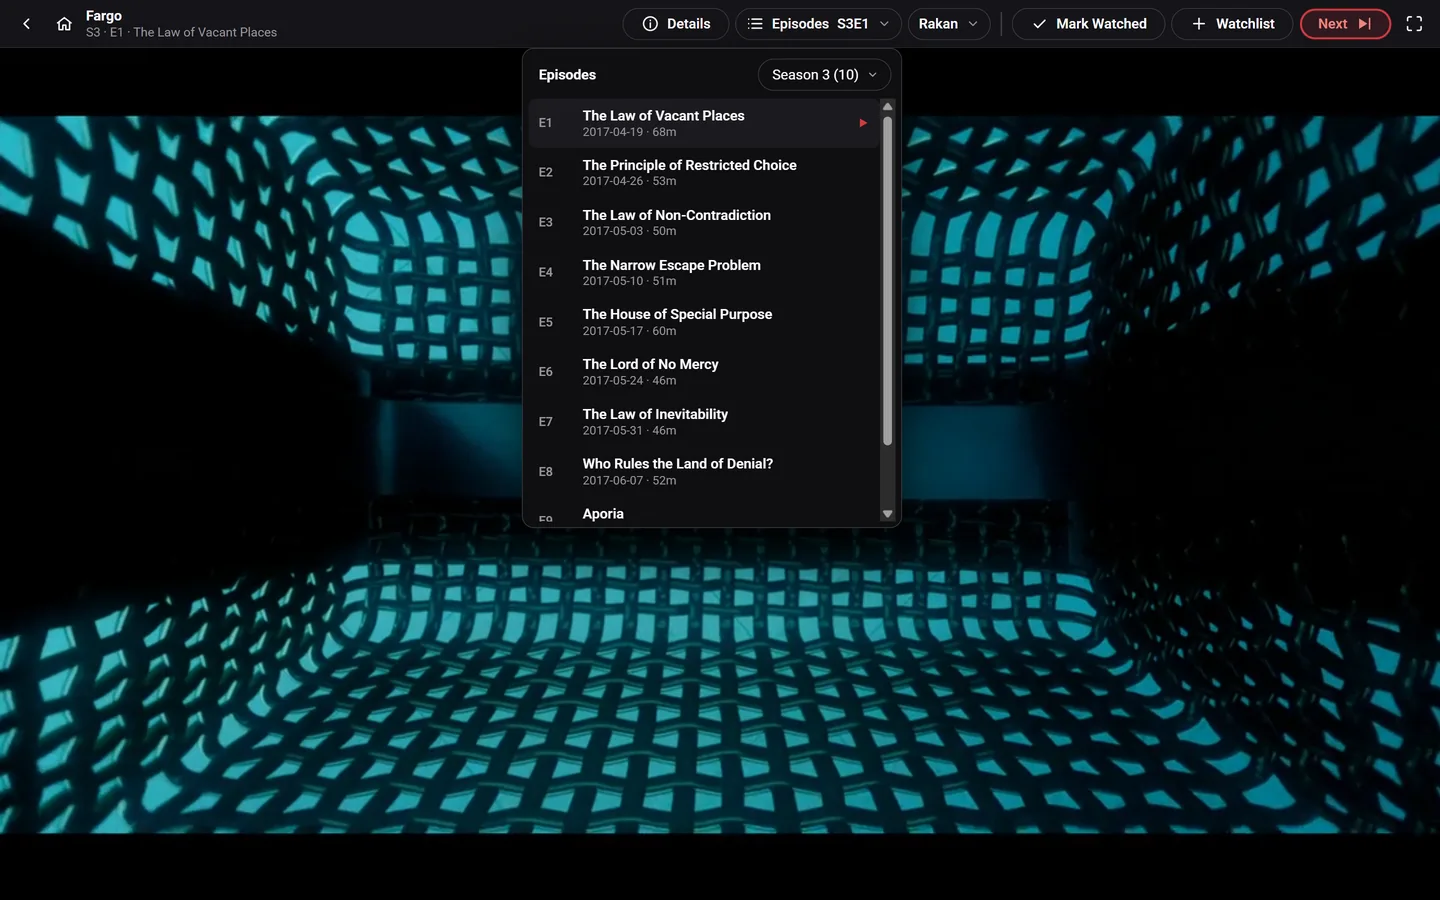 Fargo
S3 · E1 · The Law of Vacant Places
Details
Episodes S3E1
Rakan
Mark Watched
Watchlist
Next
Episodes
Season 3 (10)
E1
The Law of Vacant Places
2017-04-19 · 68m
E2
The Principle of Restricted Choice
2017-04-26 · 53m
E3
The Law of Non-Contradiction
2017-05-03 · 50m
E4
The Narrow Escape Problem
2017-05-10 · 51m
E5
The House of Special Purpose
2017-05-17 · 60m
E6
The Lord of No Mercy
2017-05-24 · 46m
E7
The Law of Inevitability
2017-05-31 · 46m
E8
Who Rules the Land of Denial?
2017-06-07 · 52m
E9
Aporia